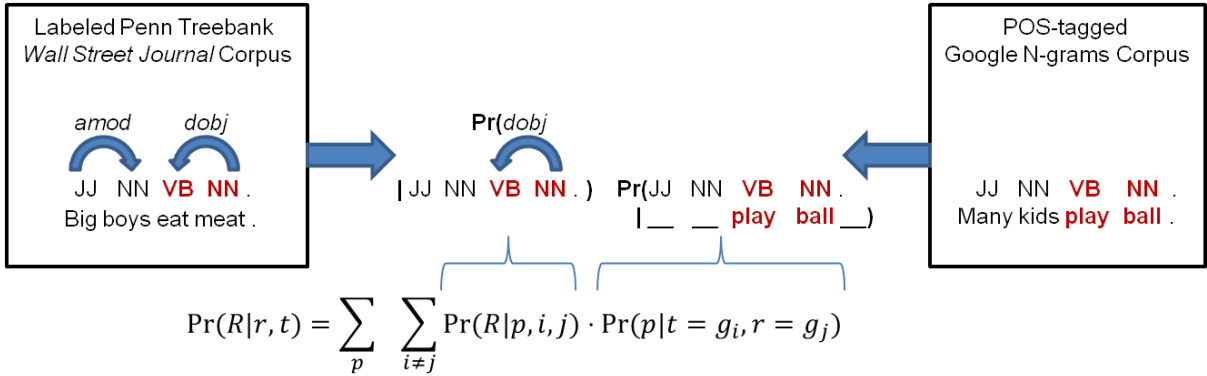 Labeled Penn Treebank
Wall Street Journal Corpus
amod dobj
JJ NN VB NN .
Big boys eat meat .
Pr(dobj
| JJ NN VB NN . )
Pr(JJ NN VB NN .
| __ __ play ball __)
POS-tagged
Google N-grams Corpus
JJ NN VB NN .
Many kids play ball .
Pr(R|r, t) = ∑ ∑ Pr(R|p, i, j) · Pr(p|t = g_i, r = g_j)
p i≠j